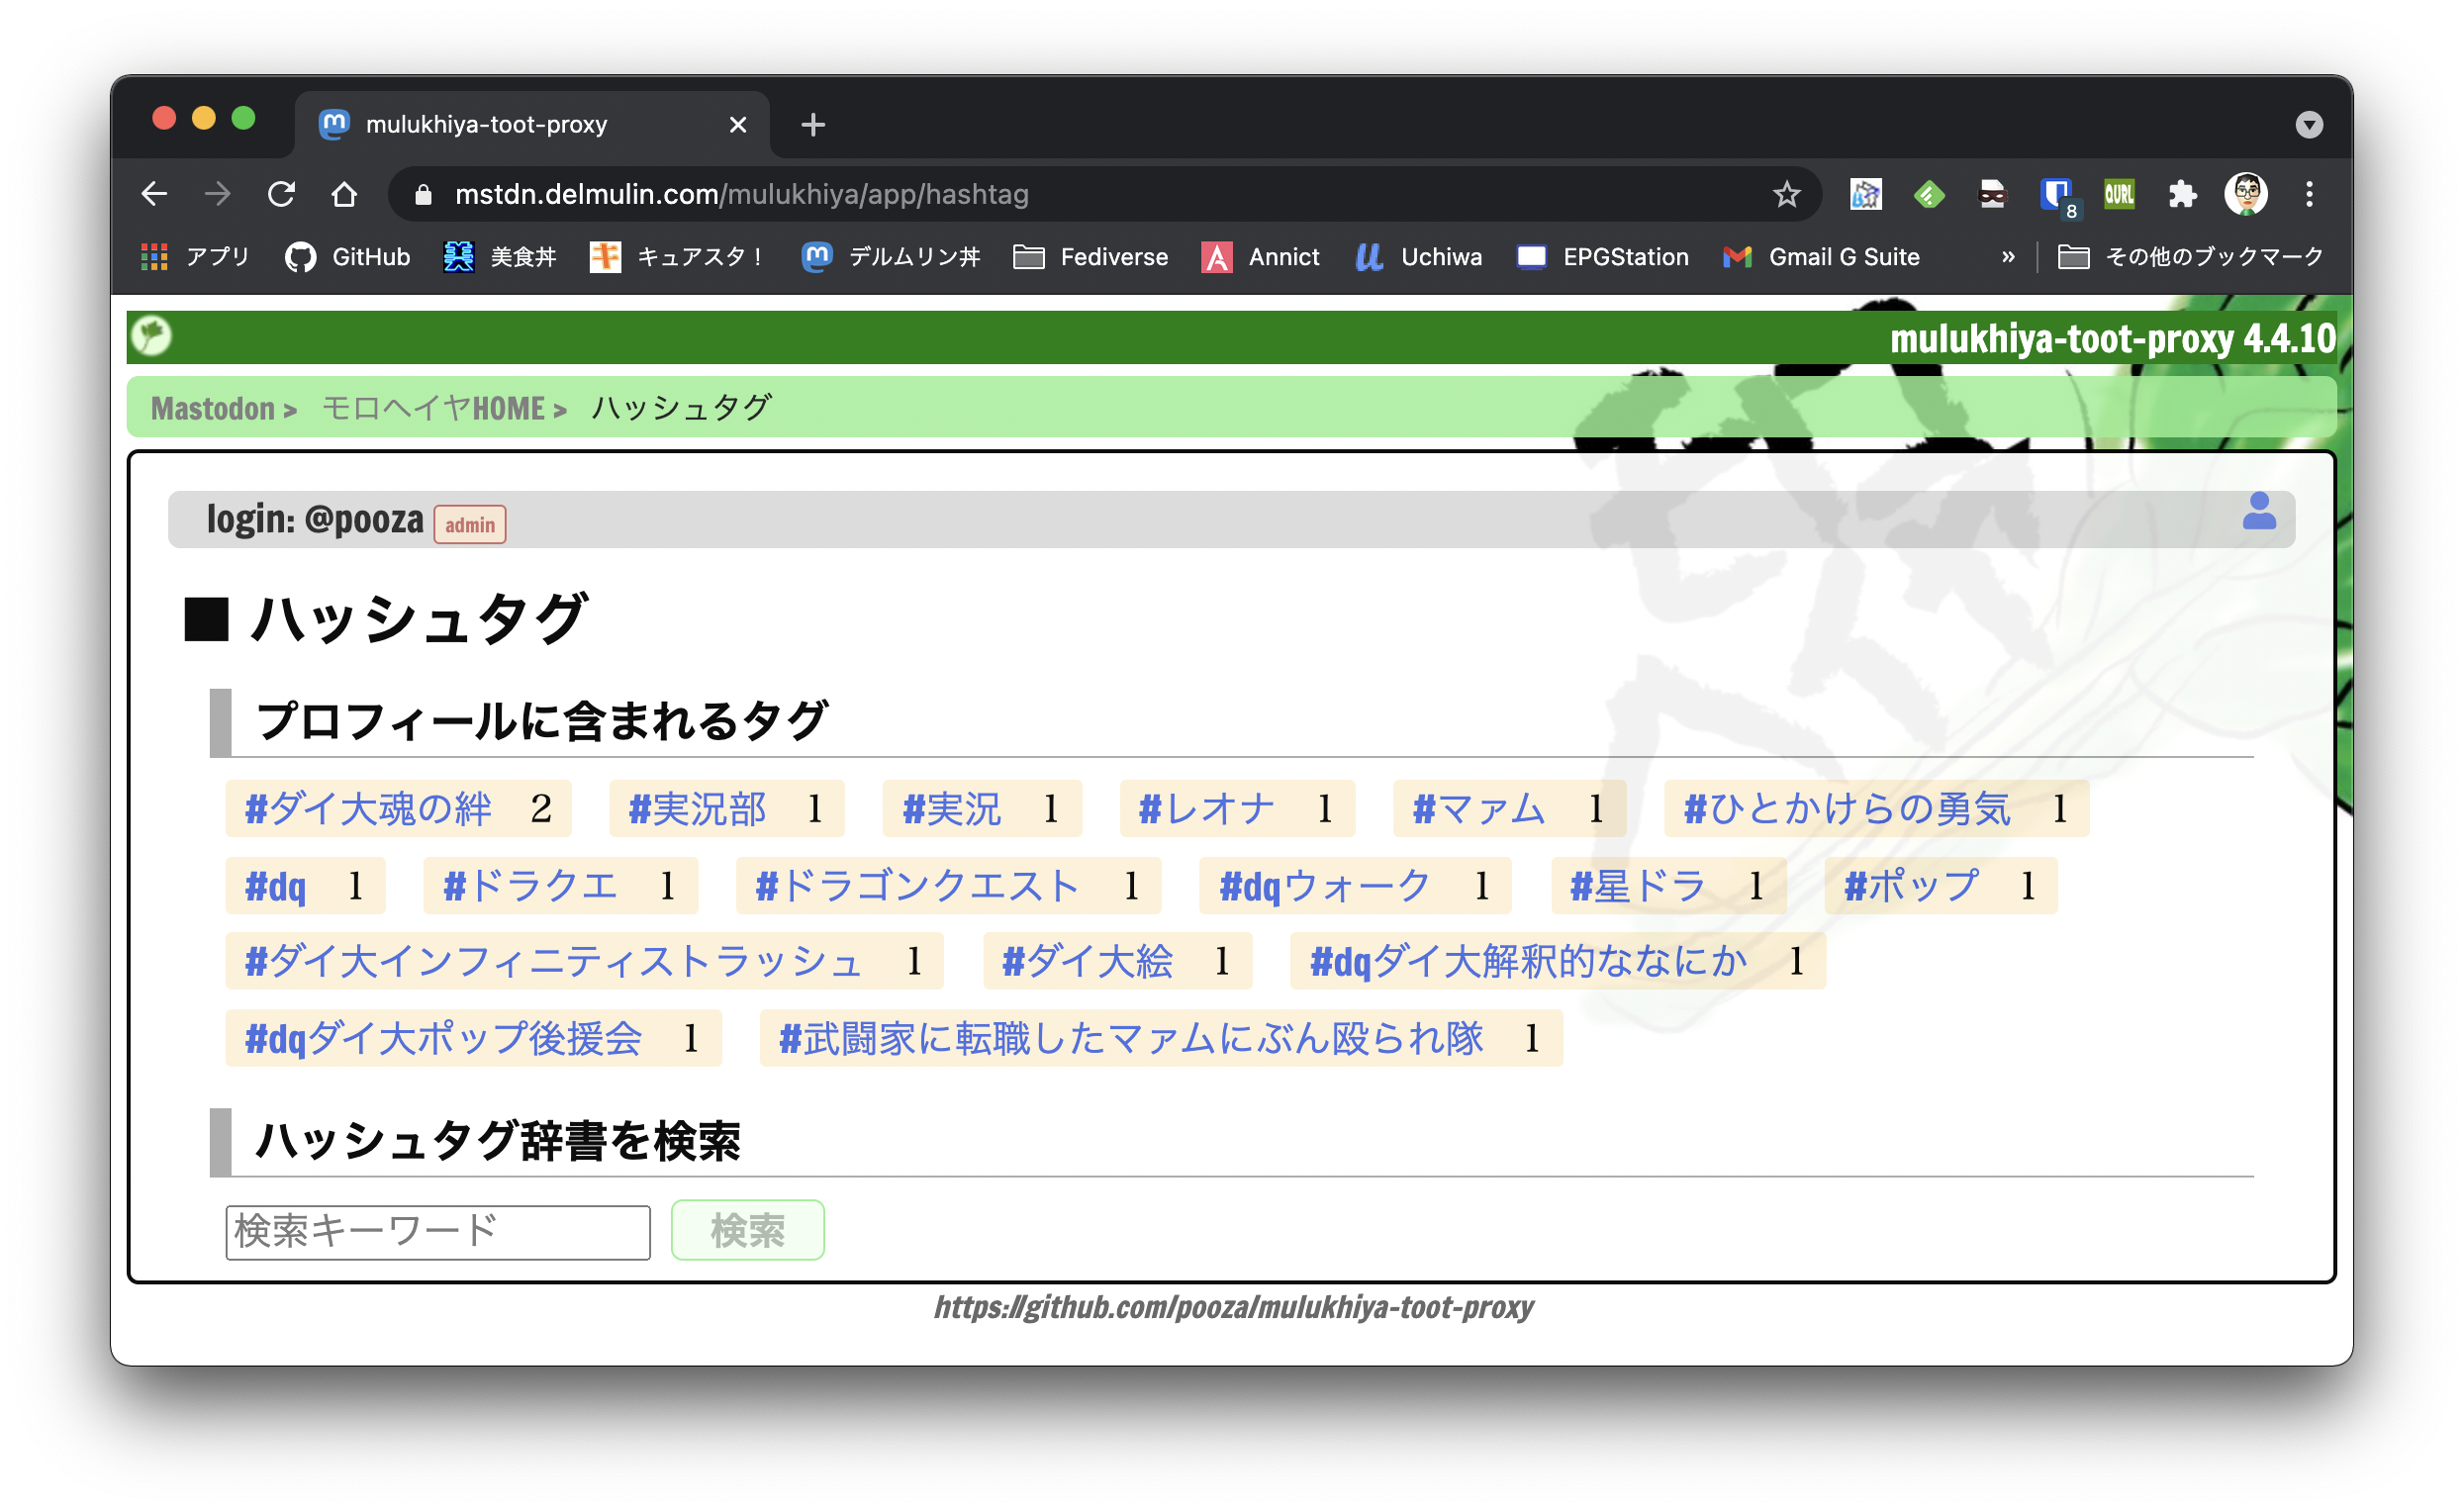 mulukhiya-toot-proxy
mstdn.delmulin.com/mulukhiya/app/hashtag
8
QURL
アプリ GitHub 美食丼 キュアスタ！ デルムリン丼 Fediverse Annict Uchiwa EPGStation Gmail G Suite » その他のブックマーク
mulukhiya-toot-proxy 4.4.10
Mastodon > モロヘイヤHOME > ハッシュタグ
login: @pooza admin
■ ハッシュタグ
プロフィールに含まれるタグ
#ダイ大魂の絆 2 #実況部 1 #実況 1 #レオナ 1 #マァム 1 #ひとかけらの勇気 1
#dq 1 #ドラクエ 1 #ドラゴンクエスト 1 #dqウォーク 1 #星ドラ 1 #ポップ 1
#ダイ大インフィニティストラッシュ 1 #ダイ大絵 1 #dqダイ大解釈的ななにか 1
#dqダイ大ポップ後援会 1 #武闘家に転職したマァムにぶん殴られ隊 1
ハッシュタグ辞書を検索
検索キーワード 検索
https://github.com/pooza/mulukhiya-toot-proxy